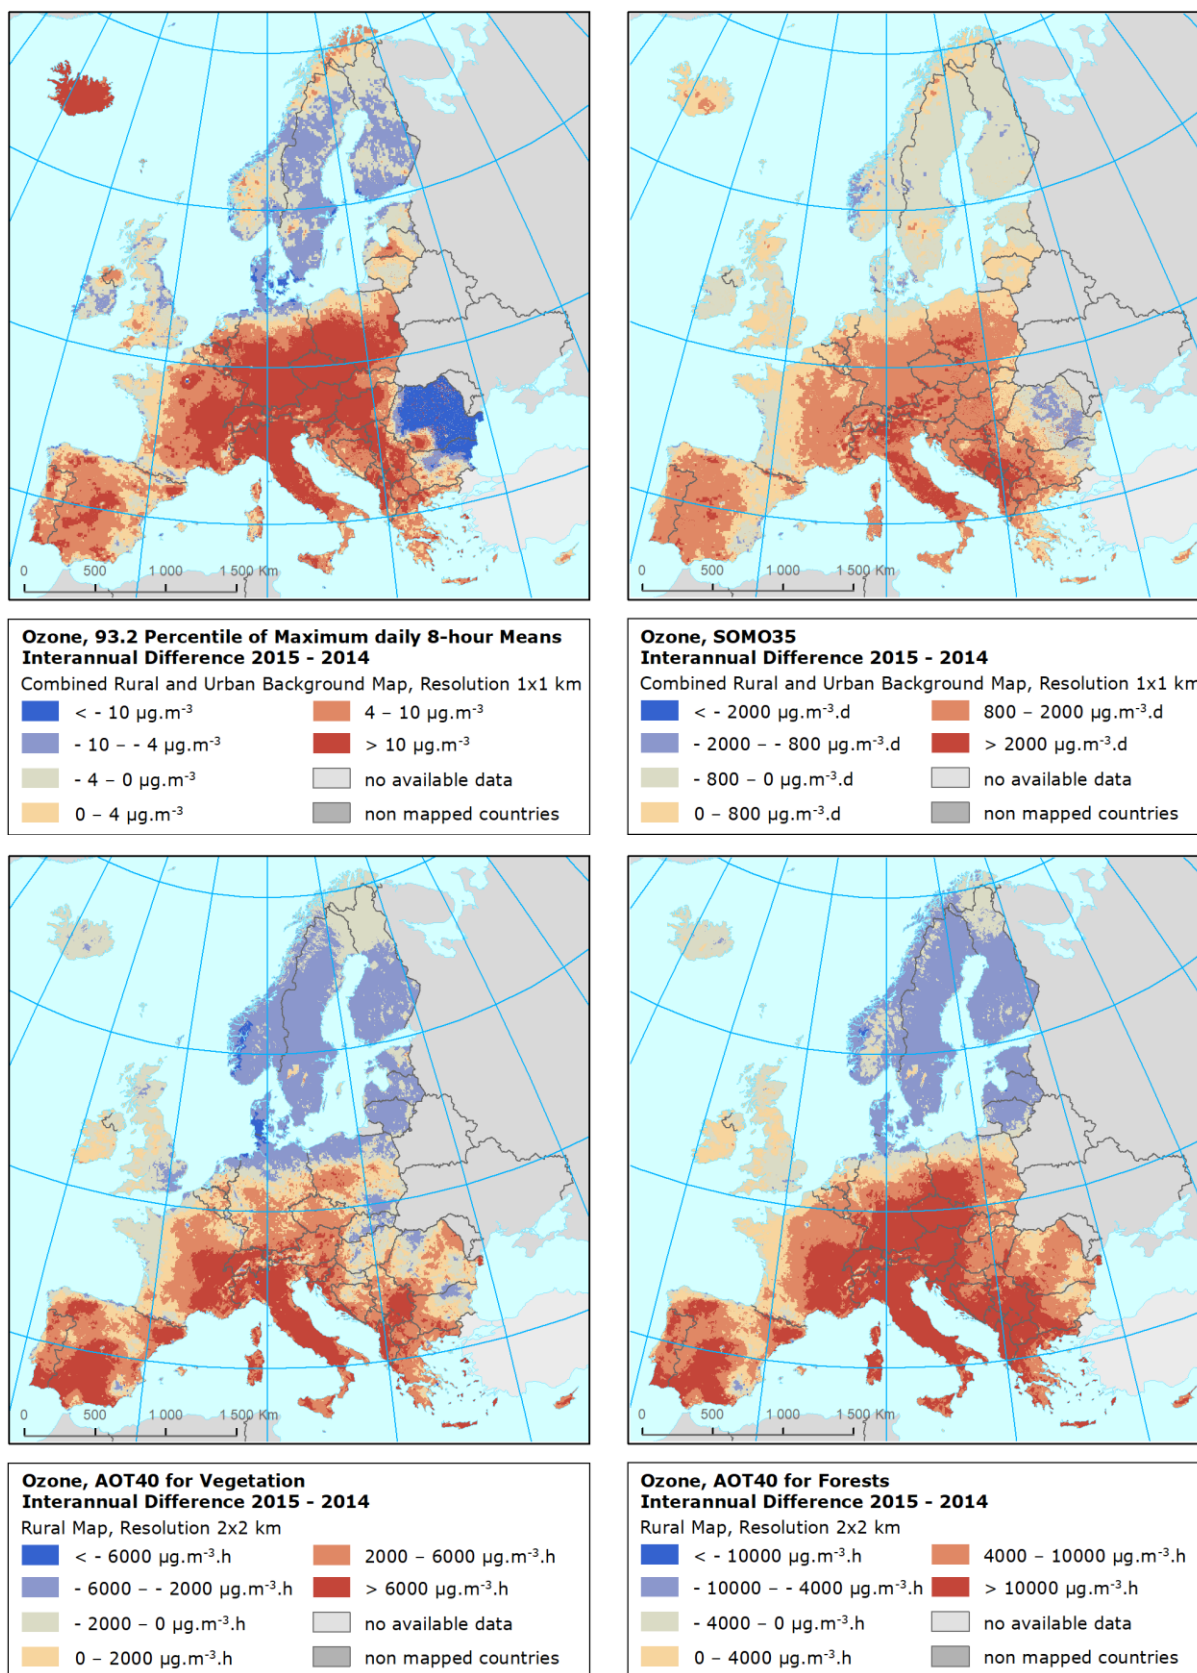 0 500 1 000 1 500 Km
0 500 1 000 1 500 Km
Ozone, 93.2 Percentile of Maximum daily 8-hour Means
Interannual Difference 2015 - 2014
Combined Rural and Urban Background Map, Resolution 1x1 km
< - 10 µg.m⁻³ 4 – 10 µg.m⁻³
- 10 – - 4 µg.m⁻³ > 10 µg.m⁻³
- 4 – 0 µg.m⁻³ no available data
0 – 4 µg.m⁻³ non mapped countries
Ozone, SOMO35
Interannual Difference 2015 - 2014
Combined Rural and Urban Background Map, Resolution 1x1 km
< - 2000 µg.m⁻³.d 800 – 2000 µg.m⁻³.d
- 2000 – - 800 µg.m⁻³.d > 2000 µg.m⁻³.d
- 800 – 0 µg.m⁻³.d no available data
0 – 800 µg.m⁻³.d non mapped countries
0 500 1 000 1 500 Km
0 500 1 000 1 500 Km
Ozone, AOT40 for Vegetation
Interannual Difference 2015 - 2014
Rural Map, Resolution 2x2 km
< - 6000 µg.m⁻³.h 2000 – 6000 µg.m⁻³.h
- 6000 – - 2000 µg.m⁻³.h > 6000 µg.m⁻³.h
- 2000 – 0 µg.m⁻³.h no available data
0 – 2000 µg.m⁻³.h non mapped countries
Ozone, AOT40 for Forests
Interannual Difference 2015 - 2014
Rural Map, Resolution 2x2 km
< - 10000 µg.m⁻³.h 4000 – 10000 µg.m⁻³.h
- 10000 – - 4000 µg.m⁻³.h > 10000 µg.m⁻³.h
- 4000 – 0 µg.m⁻³.h no available data
0 – 4000 µg.m⁻³.h non mapped countries